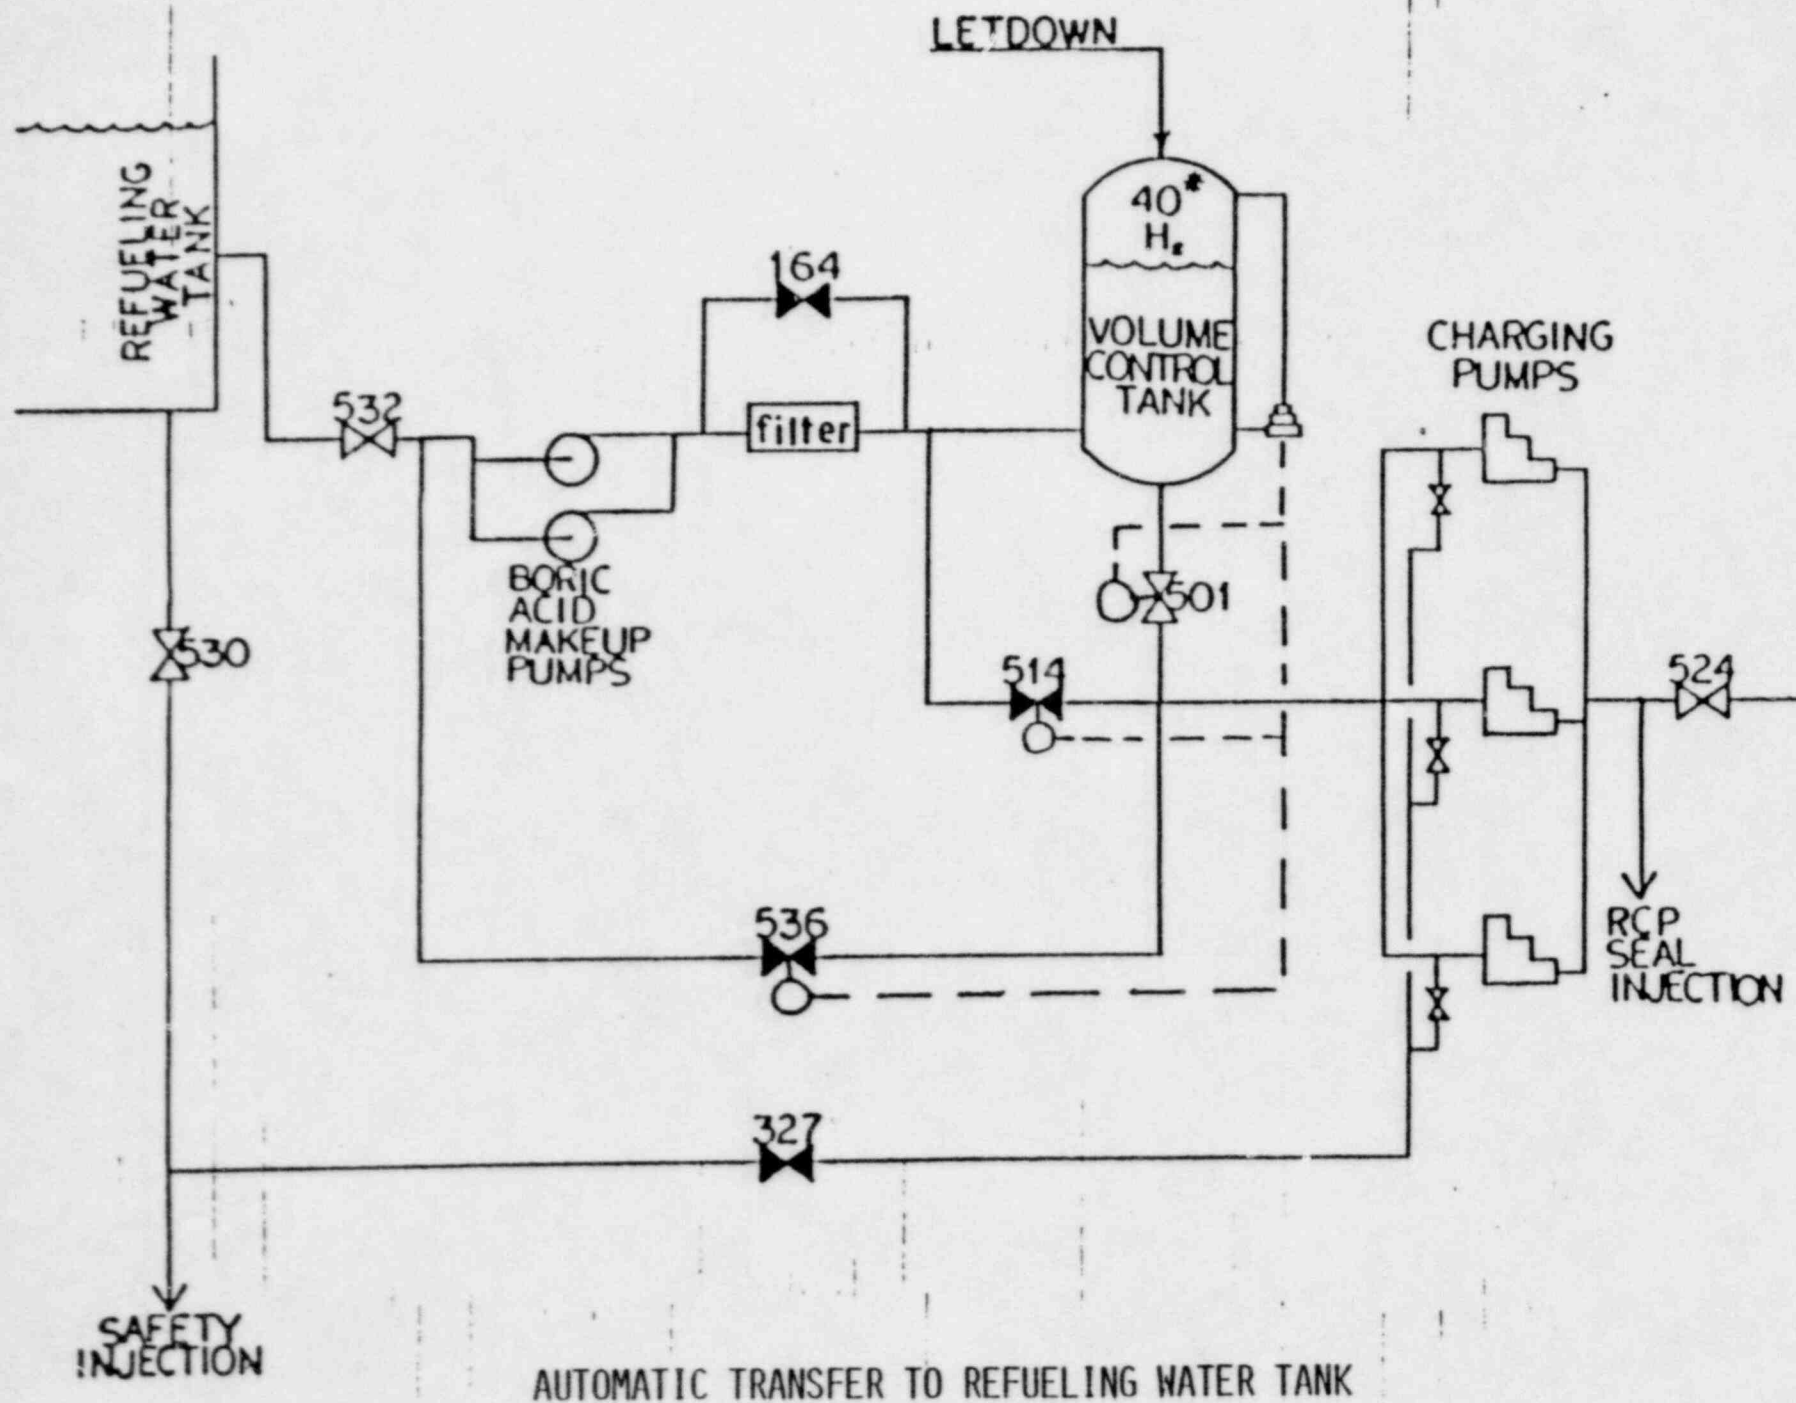 LETDOWN
REFUELING
WATER
TANK
40#
H₂
164
VOLUME
CONTROL
TANK
CHARGING
PUMPS
532
filter
BORIC
ACID
MAKEUP
PUMPS
501
530
514
524
536
RCP
SEAL
INJECTION
327
SAFETY
INJECTION
AUTOMATIC TRANSFER TO REFUELING WATER TANK